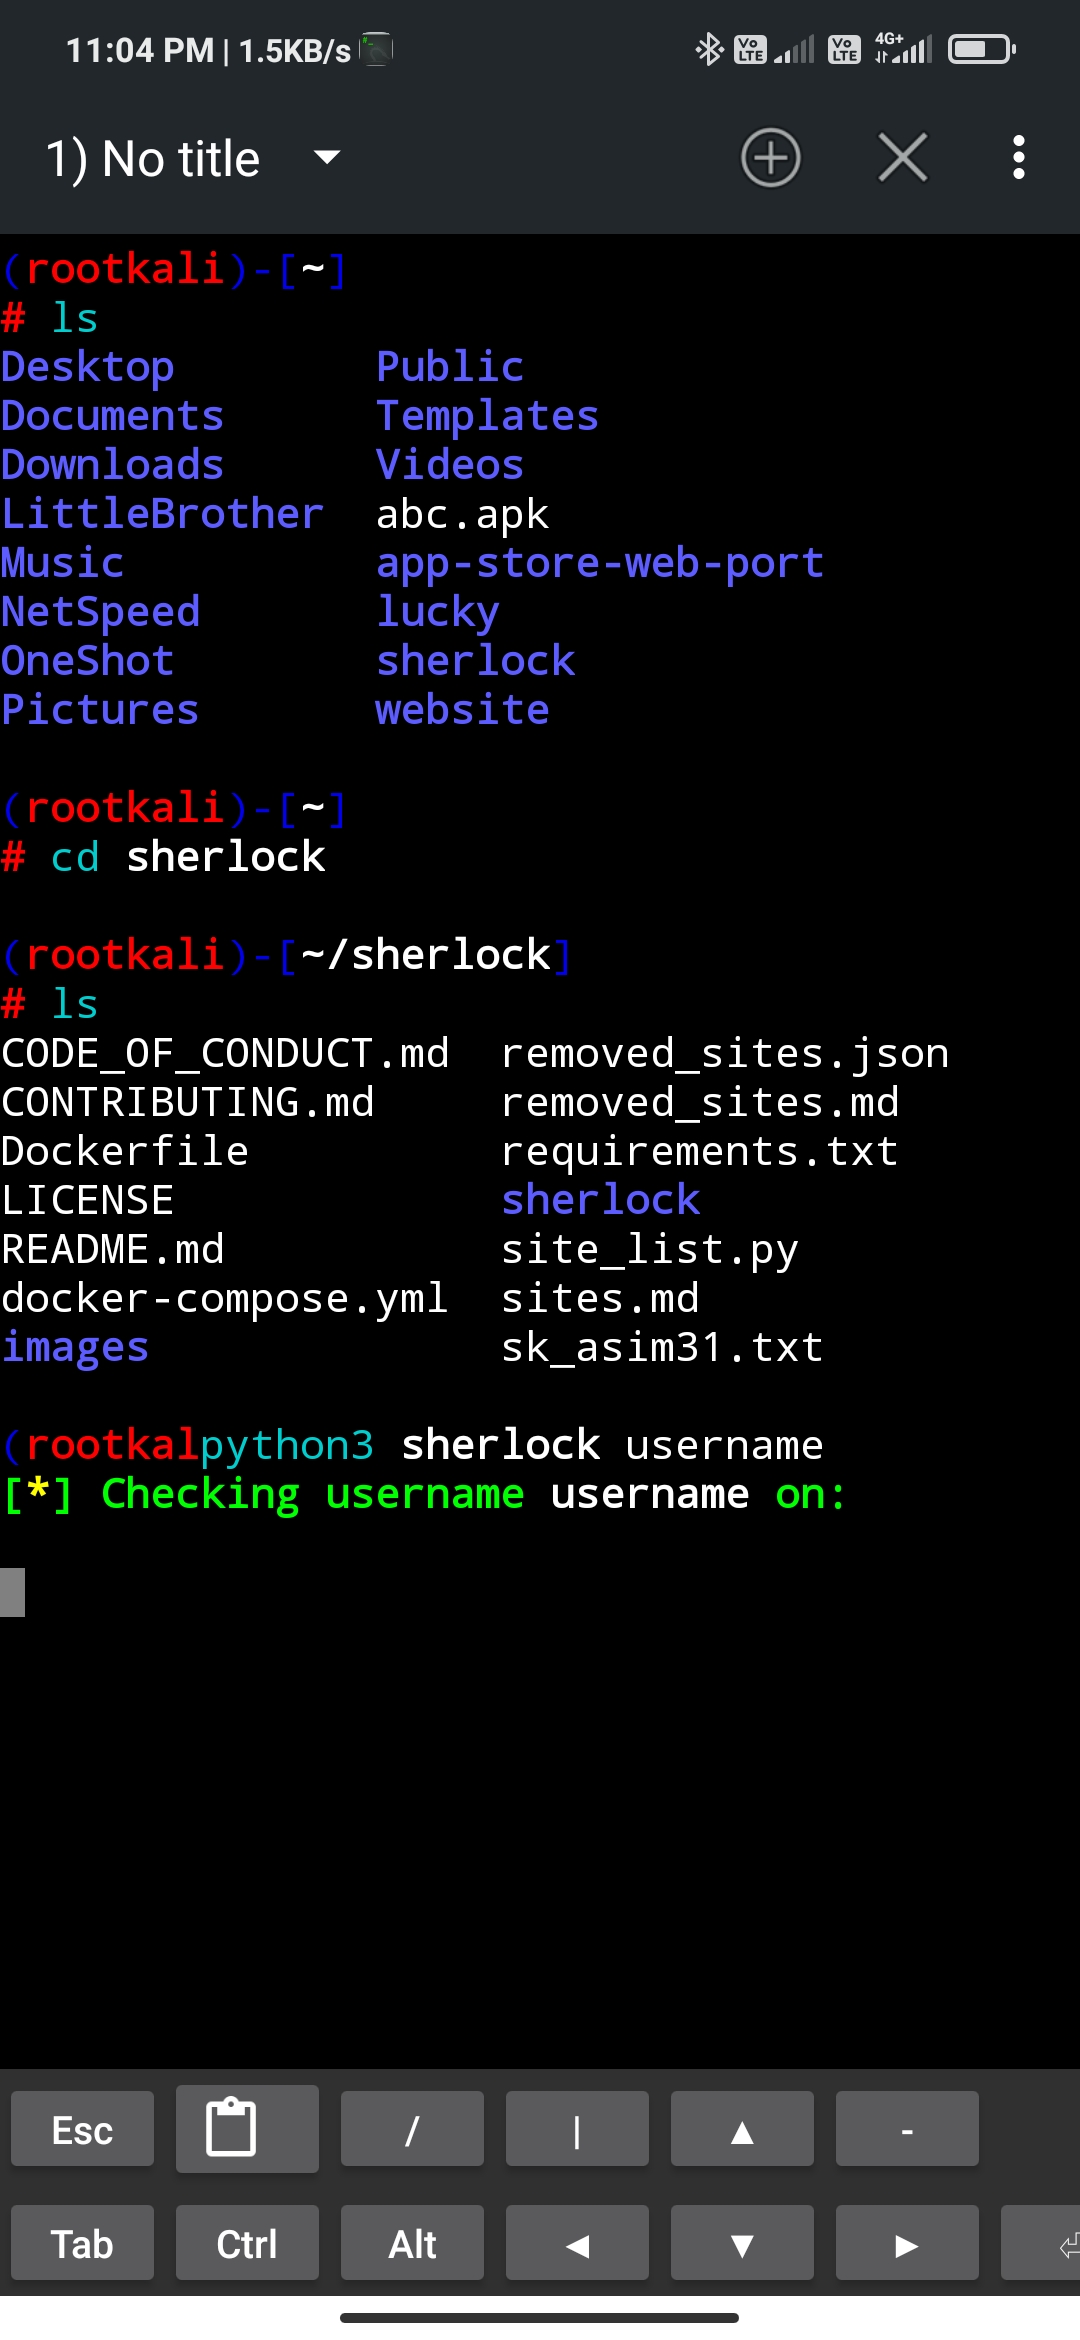 11:04 PM | 1.5KB/s Vo LTE Vo LTE 4G+
1) No title
(rootkali)-[~]
# ls
Desktop Public
Documents Templates
Downloads Videos
LittleBrother abc.apk
Music app-store-web-port
NetSpeed lucky
OneShot sherlock
Pictures website
(rootkali)-[~]
# cd sherlock
(rootkali)-[~/sherlock]
# ls
CODE_OF_CONDUCT.md removed_sites.json
CONTRIBUTING.md removed_sites.md
Dockerfile requirements.txt
LICENSE sherlock
README.md site_list.py
docker-compose.yml sites.md
images sk_asim31.txt
(rootkalpython3 sherlock username
[*] Checking username username on:
Esc / | ▲ -
Tab Ctrl Alt ◀ ▼ ▶